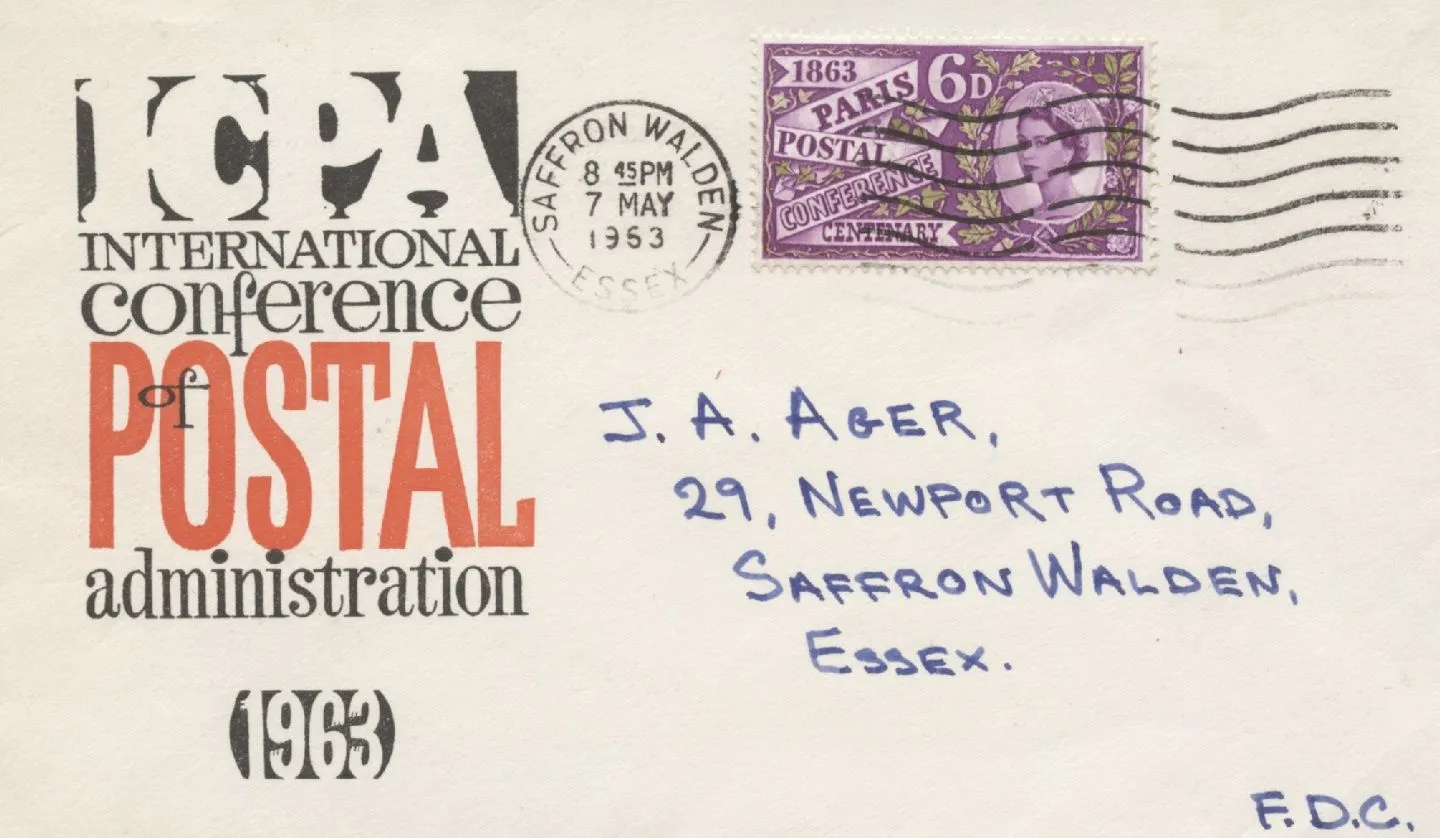 ICPA
INTERNATIONAL
conference
of
POSTAL
administration
(1963)
SAFFRON WALDEN
8 45PM
7 MAY
1963
ESSEX
1863
PARIS
6D
POSTAL
CONFERENCE
CENTENARY
J. A. AGER,
29, NEWPORT ROAD,
SAFFRON WALDEN,
ESSEX.
F.D.C.